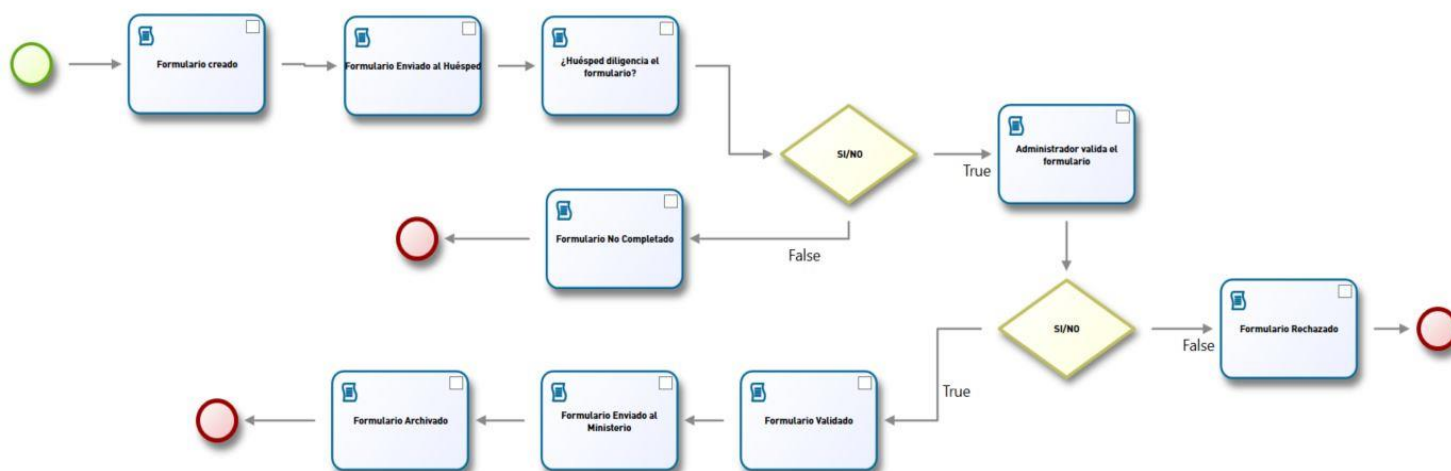 Formulario creado
Formulario Enviado al Huésped
¿Huésped diligencia el
formulario?
SI/NO
True
Administrador valida el
formulario
False
Formulario No Completado
SI/NO
False
Formulario Rechazado
True
Formulario Validado
Formulario Enviado al
Ministerio
Formulario Archivado